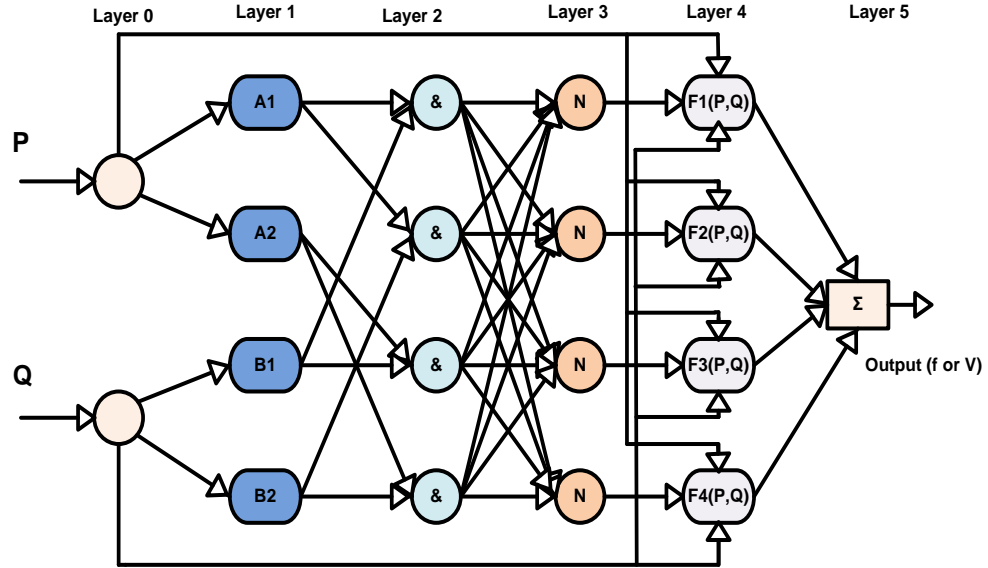 Layer 0
Layer 1
Layer 2
Layer 3
Layer 4
Layer 5
P
A1
&
N
F1(P,Q)
A2
&
N
F2(P,Q)
Σ
Q
B1
&
N
F3(P,Q)
Output (f or V)
B2
&
N
F4(P,Q)